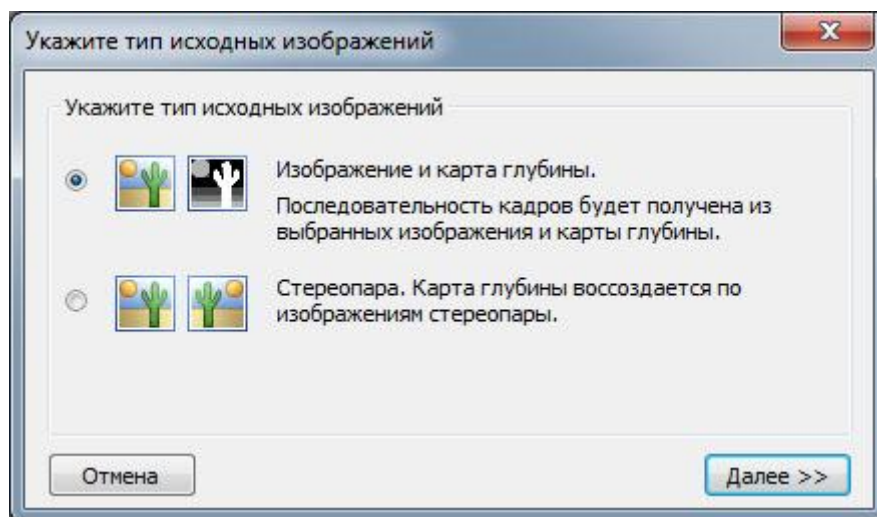 Укажите тип исходных изображений
Укажите тип исходных изображений
Изображение и карта глубины.
Последовательность кадров будет получена из
выбранных изображения и карты глубины.
Стереопара. Карта глубины воссоздается по
изображениям стереопары.
Отмена
Далее >>